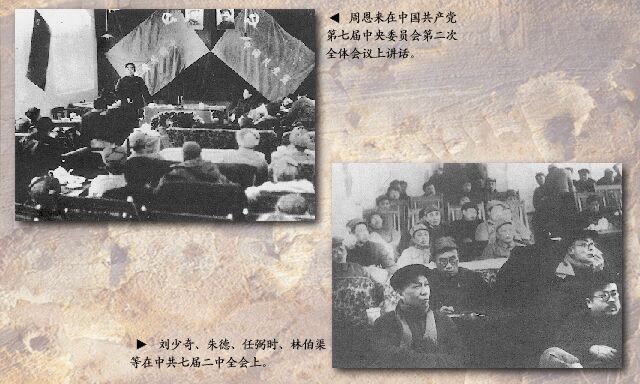 ◀ 周恩来在中国共产党
第七届中央委员会第二次
全体会议上讲话。
▶ 刘少奇、朱德、任弼时、林伯渠
等在中共七届二中全会上。